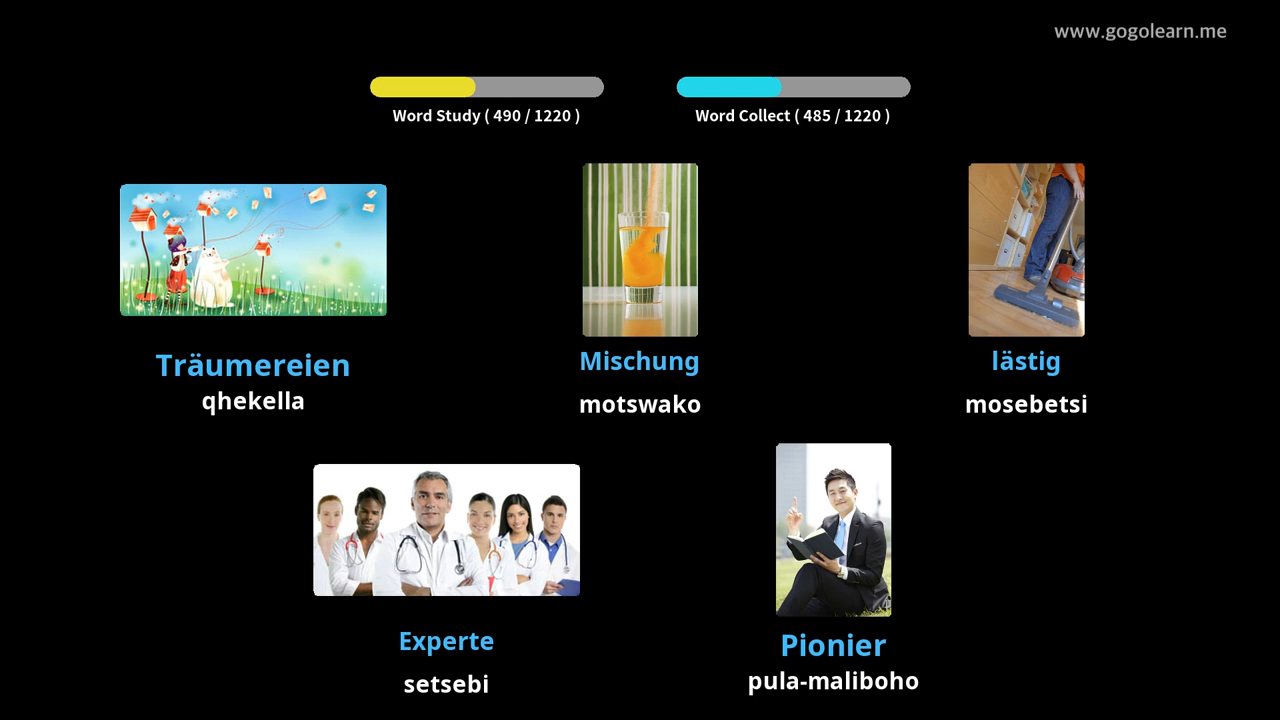 www.gogolearn.me
Word Study ( 490 / 1220 )
Word Collect ( 485 / 1220 )
Träumereien
qhekella
Mischung
motswako
lästig
mosebetsi
Experte
setsebi
Pionier
pula-maliboho